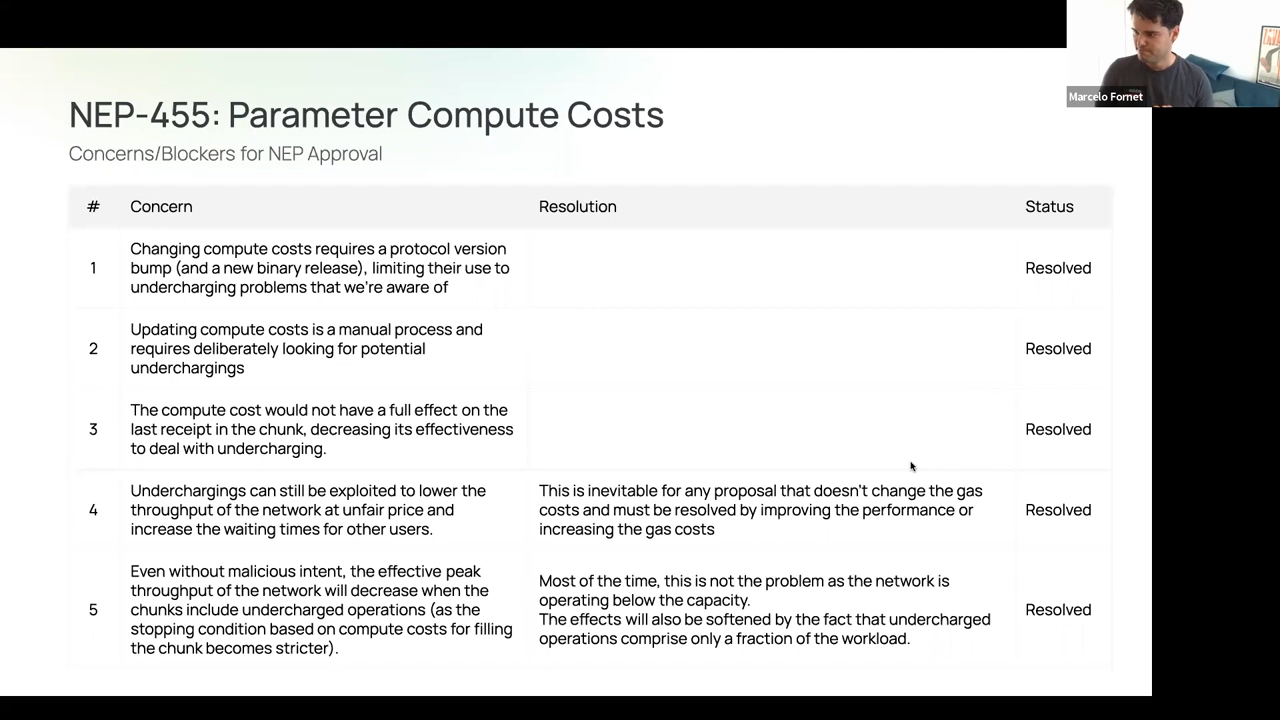 Marcelo Fornet
NEP-455: Parameter Compute Costs
Concerns/Blockers for NEP Approval
# Concern Resolution Status
1 Changing compute costs requires a protocol version
bump (and a new binary release), limiting their use to
undercharging problems that we're aware of
Resolved
2 Updating compute costs is a manual process and
requires deliberately looking for potential
underchargings
Resolved
3 The compute cost would not have a full effect on the
last receipt in the chunk, decreasing its effectiveness
to deal with undercharging.
Resolved
4 Underchargings can still be exploited to lower the
throughput of the network at unfair price and
increase the waiting times for other users.
This is inevitable for any proposal that doesn't change the gas
costs and must be resolved by improving the performance or
increasing the gas costs
Resolved
5 Even without malicious intent, the effective peak
throughput of the network will decrease when the
chunks include undercharged operations (as the
stopping condition based on compute costs for filling
the chunk becomes stricter).
Most of the time, this is not the problem as the network is
operating below the capacity.
The effects will also be softened by the fact that undercharged
operations comprise only a fraction of the workload.
Resolved